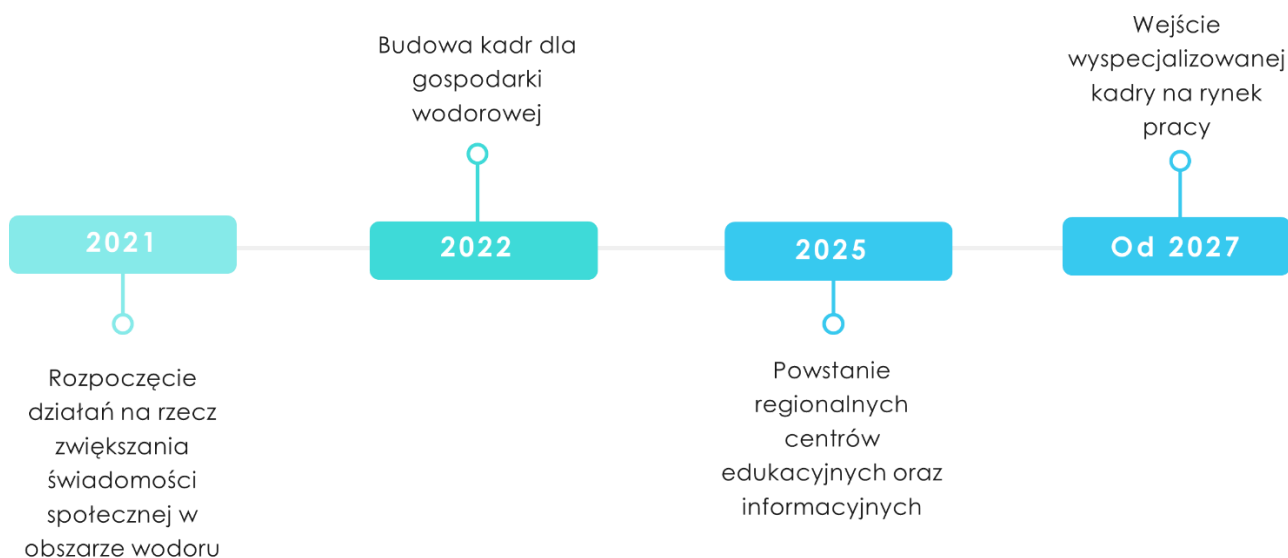 2021
Rozpoczęcie
działań na rzecz
zwiększania
świadomości
społecznej w
obszarze wodoru
Budowa kadr dla
gospodarki
wodorowej
2022
2025
Powstanie
regionalnych
centrów
edukacyjnych oraz
informacyjnych
Wejście
wyspecjalizowanej
kadry na rynek
pracy
Od 2027